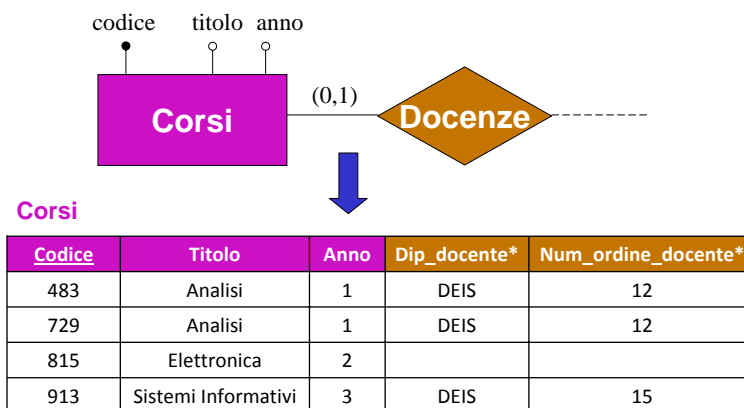 codice titolo anno
Corsi (0,1) Docenze
Corsi
Codice Titolo Anno Dip_docente* Num_ordine_docente*
483 Analisi 1 DEIS 12
729 Analisi 1 DEIS 12
815 Elettronica 2
913 Sistemi Informativi 3 DEIS 15